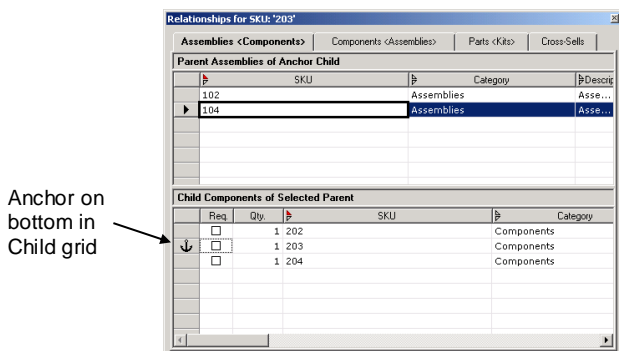 Relationships for SKU: '203'
Assemblies <Components> Components <Assemblies> Parts <Kits> Cross-Sells
Parent Assemblies of Anchor Child
SKU Category Descrip
102 Assemblies Asse...
104 Assemblies Asse...
Child Components of Selected Parent
Req. Qty. SKU Category
1 202 Components
1 203 Components
1 204 Components
Anchor on
bottom in
Child grid